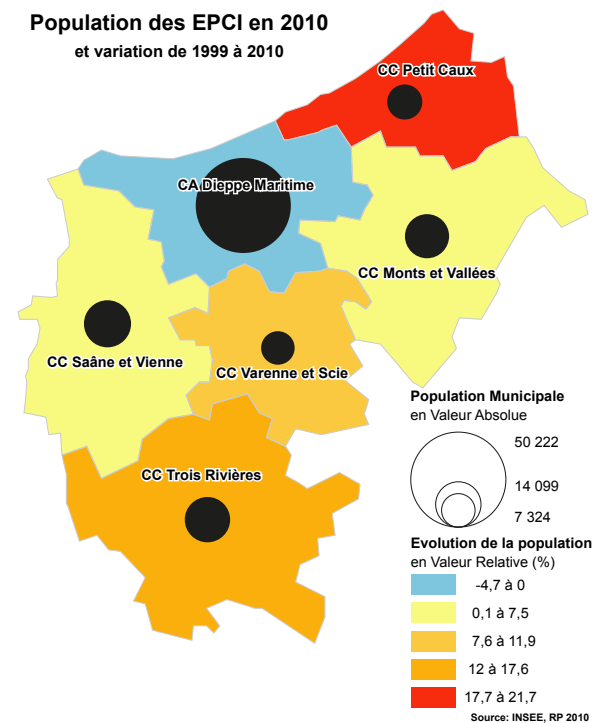 Population des EPCI en 2010
et variation de 1999 à 2010
CC Petit Caux
CA Dieppe Maritime
CC Monts et Vallées
CC Saâne et Vienne
CC Varenne et Scie
CC Trois Rivières
Population Municipale
en Valeur Absolue
50 222
14 099
7 324
Evolution de la population
en Valeur Relative (%)
-4,7 à 0
0,1 à 7,5
7,6 à 11,9
12 à 17,6
17,7 à 21,7
Source: INSEE, RP 2010